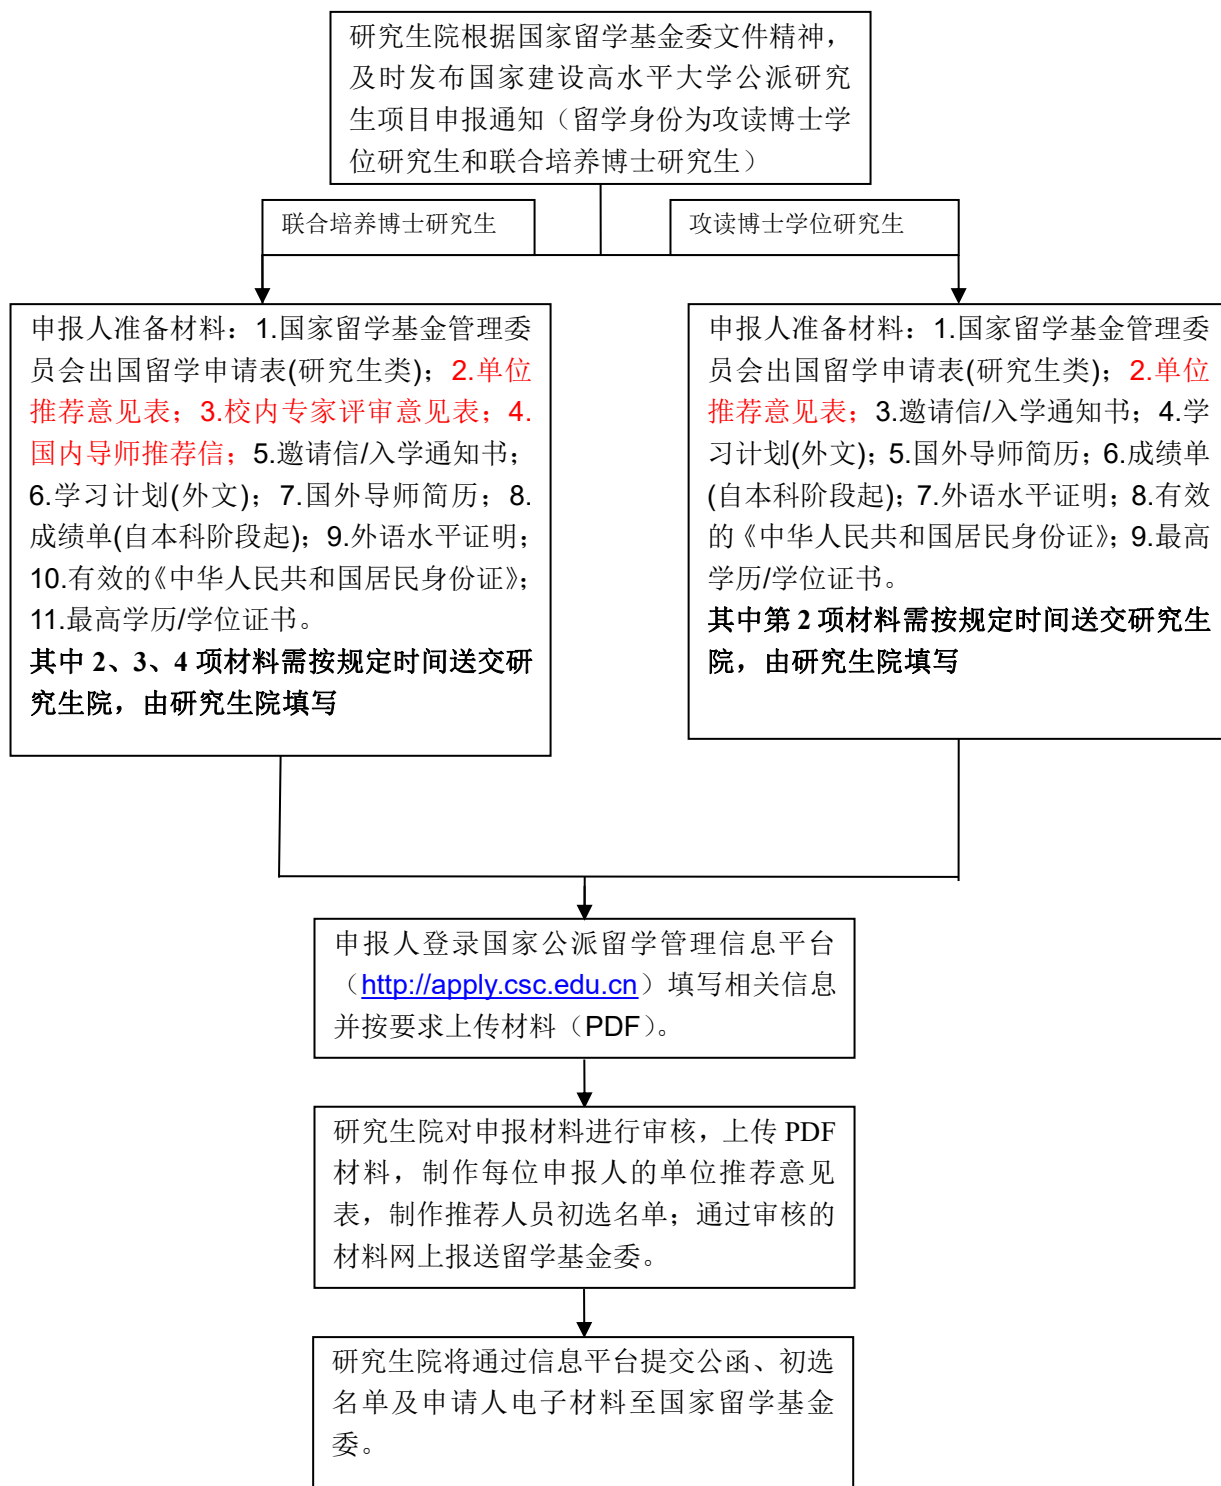 研究生院根据国家留学基金委文件精神，
及时发布国家建设高水平大学公派研究
生项目申报通知（留学身份为攻读博士学
位研究生和联合培养博士研究生）
联合培养博士研究生
攻读博士学位研究生
申报人准备材料：1.国家留学基金管理委
员会出国留学申请表(研究生类)；2.单位
推荐意见表；3.校内专家评审意见表；4.
国内导师推荐信；5.邀请信/入学通知书；
6.学习计划(外文)；7.国外导师简历；8.
成绩单(自本科阶段起)；9.外语水平证明；
10.有效的《中华人民共和国居民身份证》；
11.最高学历/学位证书。
其中 2、3、4 项材料需按规定时间送交研
究生院，由研究生院填写
申报人准备材料：1.国家留学基金管理委
员会出国留学申请表(研究生类)；2.单位
推荐意见表；3.邀请信/入学通知书；4.学
习计划(外文)；5.国外导师简历；6.成绩单
(自本科阶段起)；7.外语水平证明；8.有效
的《中华人民共和国居民身份证》；9.最高
学历/学位证书。
其中第 2 项材料需按规定时间送交研究生
院，由研究生院填写
申报人登录国家公派留学管理信息平台
（http://apply.csc.edu.cn）填写相关信息
并按要求上传材料（PDF）。
研究生院对申报材料进行审核，上传 PDF
材料，制作每位申报人的单位推荐意见
表，制作推荐人员初选名单；通过审核的
材料网上报送留学基金委。
研究生院将通过信息平台提交公函、初选
名单及申请人电子材料至国家留学基金
委。